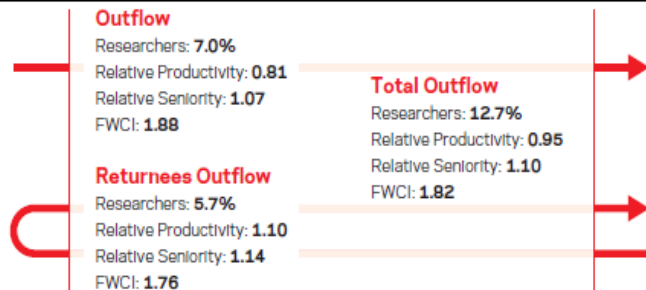 Outflow
Researchers: 7.0%
Relative Productivity: 0.81
Relative Seniority: 1.07
FWCI: 1.88
Total Outflow
Researchers: 12.7%
Relative Productivity: 0.95
Relative Seniority: 1.10
FWCI: 1.82
Returnees Outflow
Researchers: 5.7%
Relative Productivity: 1.10
Relative Seniority: 1.14
FWCI: 1.76